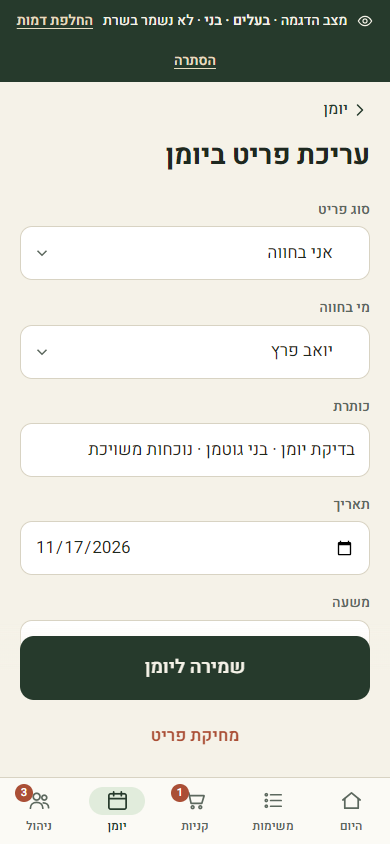 מצב הדגמה · בעלים · בני · לא נשמר בשרת החלפת דמות
הסתרה
יומן
עריכת פריט ביומן
סוג פריט
אני בחווה
מי בחווה
יואב פרץ
כותרת
בדיקת יומן · בני גוטמן · נוכחות משויכת
תאריך
11/17/2026
משעה
שמירה ליומן
מחיקת פריט
היום
משימות
קניות 1
יומן
ניהול 3